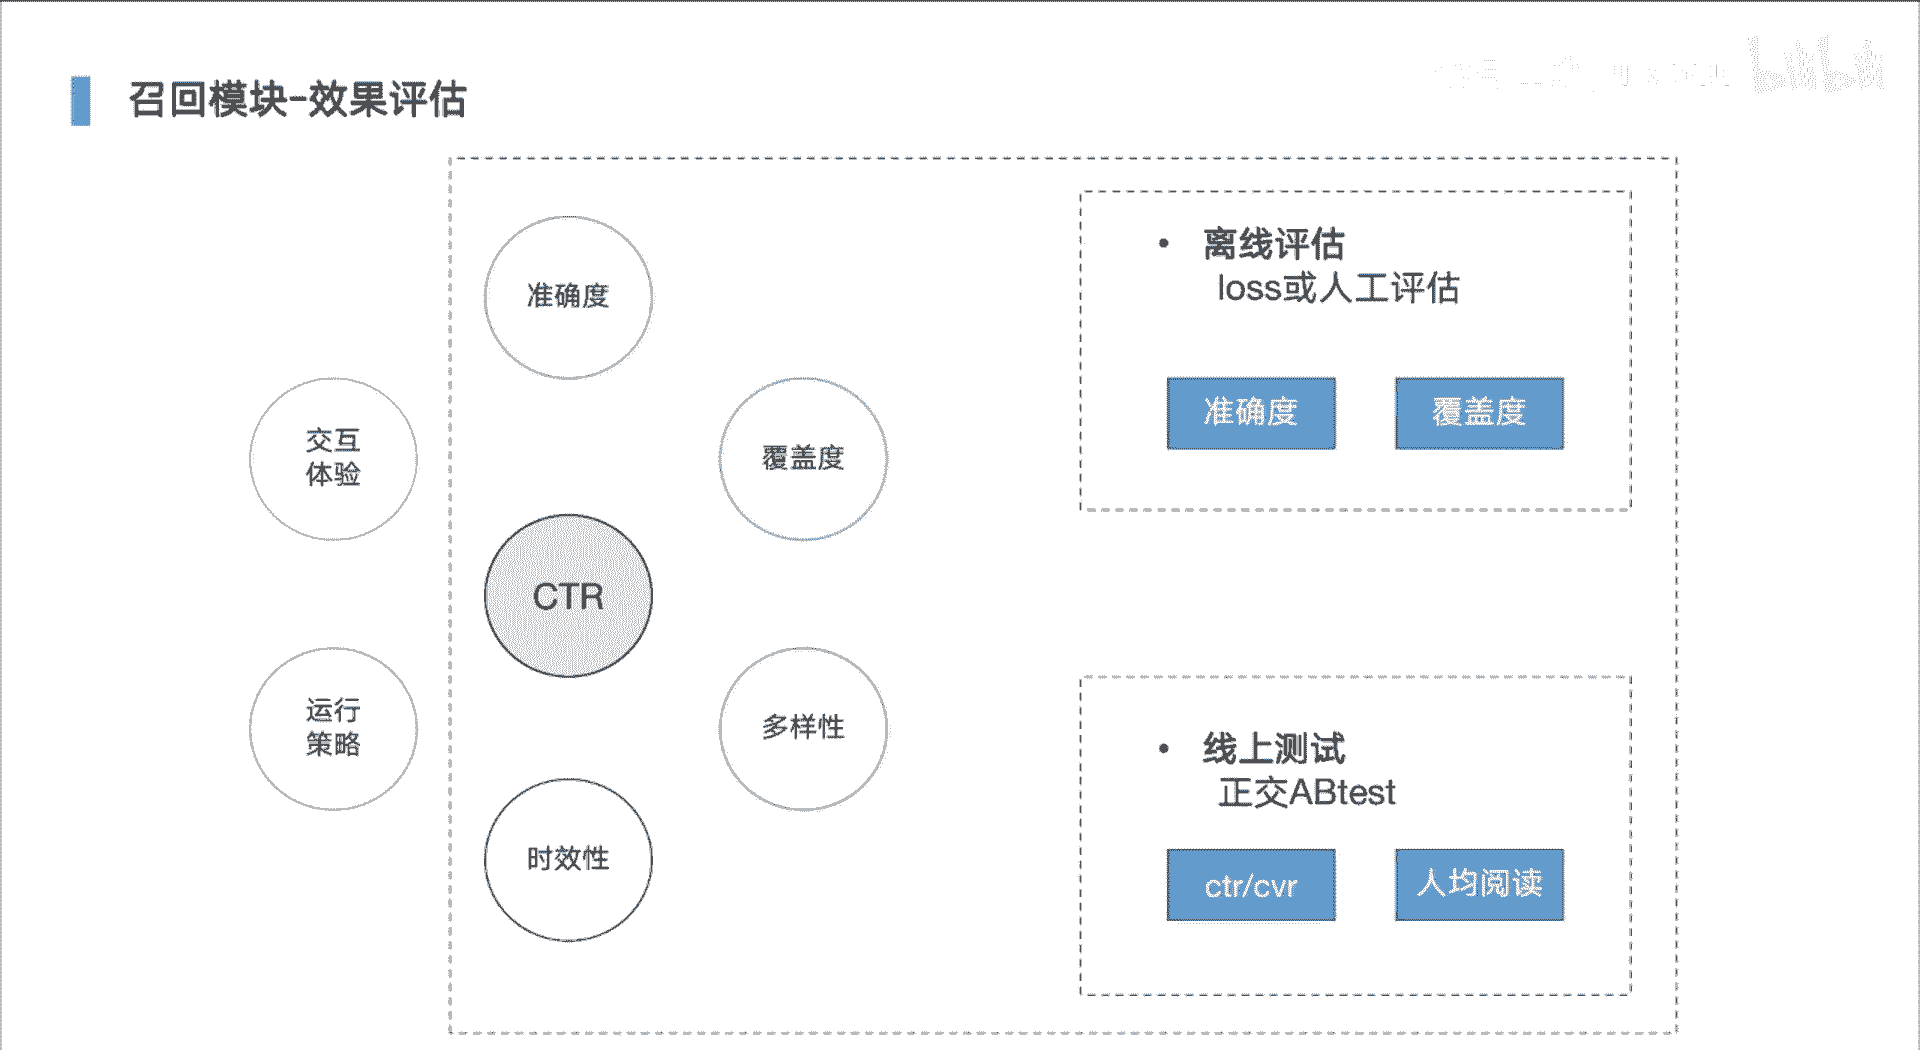 召回模块-效果评估
准确度
交互
体验
覆盖度
CTR
运行
策略
多样性
时效性
离线评估
loss或人工评估
准确度
覆盖度
线上测试
正交ABtest
ctr/cvr
人均阅读
bilibili